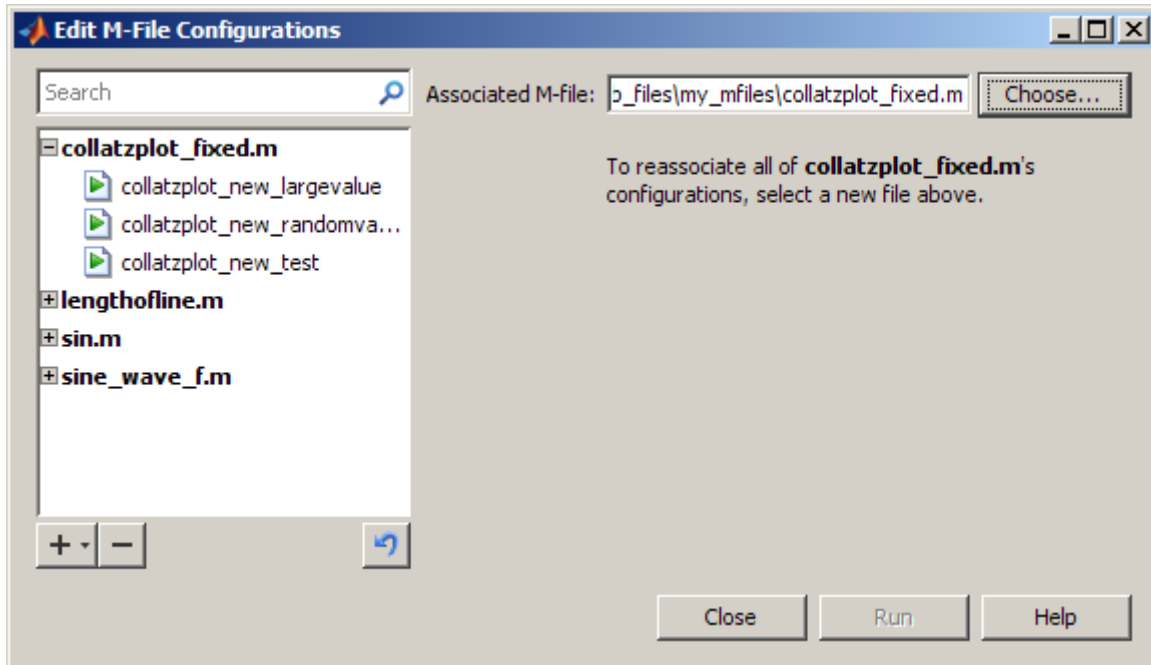 Edit M-File Configurations
Search
Associated M-file:
_files\my_mfiles\collatzplot_fixed.m
Choose...
collatzplot_fixed.m
collatzplot_new_largevalue
collatzplot_new_randomva...
collatzplot_new_test
lengthofline.m
sin.m
sine_wave_f.m
To reassociate all of collatzplot_fixed.m's
configurations, select a new file above.
Close
Run
Help